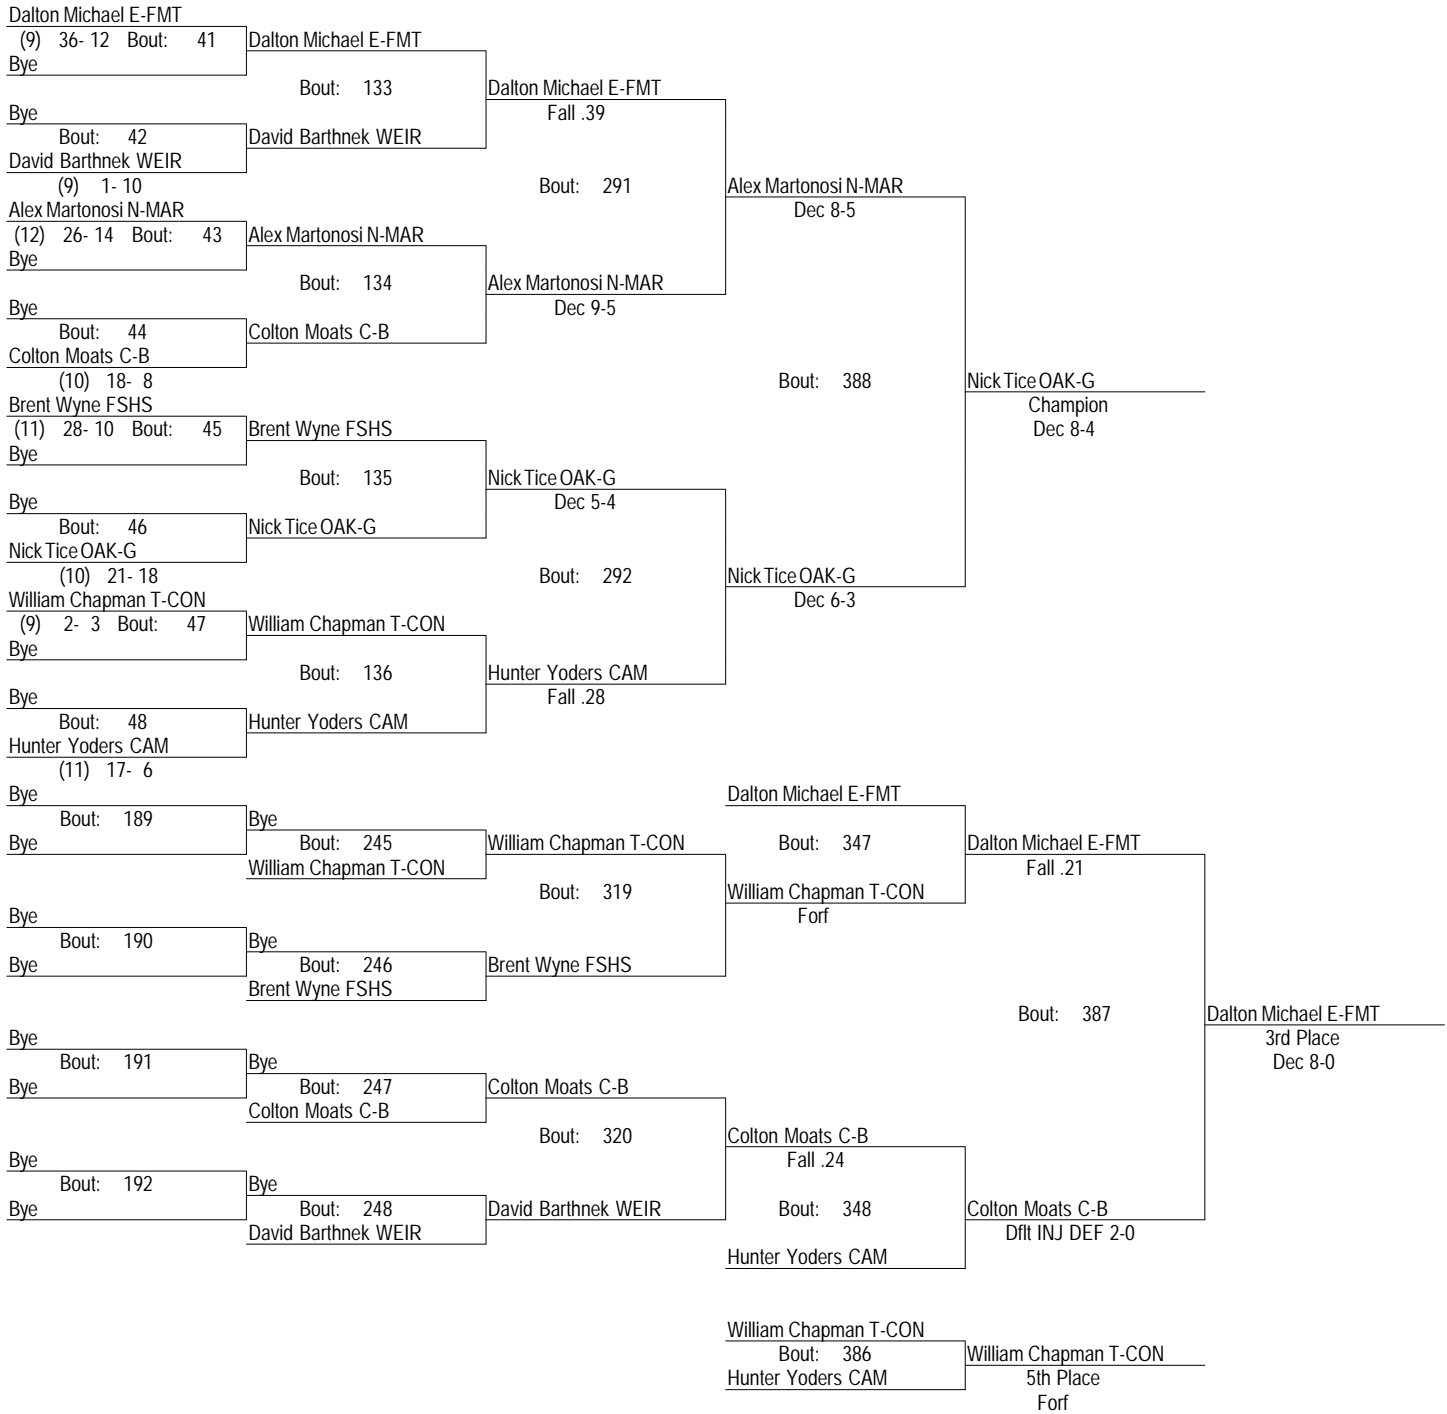 Dalton Michael E-FMT
(9) 36- 12 Bout: 41 Dalton Michael E-FMT
Bye
Bout: 133 Dalton Michael E-FMT
Bye Fall .39
Bout: 42 David Barthnek WEIR
David Barthnek WEIR
(9) 1- 10 Bout: 291 Alex Martonosi N-MAR
Alex Martonosi N-MAR Dec 8-5
(12) 26- 14 Bout: 43 Alex Martonosi N-MAR
Bye
Bout: 134 Alex Martonosi N-MAR
Bye Dec 9-5
Bout: 44 Colton Moats C-B
Colton Moats C-B
(10) 18- 8 Bout: 388 Nick Tice OAK-G
Brent Wyne FSHS Champion
(11) 28- 10 Bout: 45 Brent Wyne FSHS Dec 8-4
Bye
Bout: 135 Nick Tice OAK-G
Bye Dec 5-4
Bout: 46 Nick Tice OAK-G
Nick Tice OAK-G
(10) 21- 18 Bout: 292 Nick Tice OAK-G
William Chapman T-CON Dec 6-3
(9) 2- 3 Bout: 47 William Chapman T-CON
Bye
Bout: 136 Hunter Yoders CAM
Bye Fall .28
Bout: 48 Hunter Yoders CAM
Hunter Yoders CAM
(11) 17- 6
Bye Dalton Michael E-FMT
Bout: 189 Bye
Bye Bout: 245 William Chapman T-CON Bout: 347 Dalton Michael E-FMT
William Chapman T-CON Fall .21
Bout: 319 William Chapman T-CON
Bye Forf
Bout: 190 Bye
Bye Bout: 246 Brent Wyne FSHS
Brent Wyne FSHS
Bout: 387 Dalton Michael E-FMT
Bye 3rd Place
Bout: 191 Bye Dec 8-0
Bye Bout: 247 Colton Moats C-B
Colton Moats C-B
Bout: 320 Colton Moats C-B
Bye Fall .24
Bout: 192 Bye
Bye Bout: 248 David Barthnek WEIR Bout: 348 Colton Moats C-B
David Barthnek WEIR Dflt INJ DEF 2-0
Hunter Yoders CAM
William Chapman T-CON
Bout: 386 William Chapman T-CON
Hunter Yoders CAM 5th Place
Forf